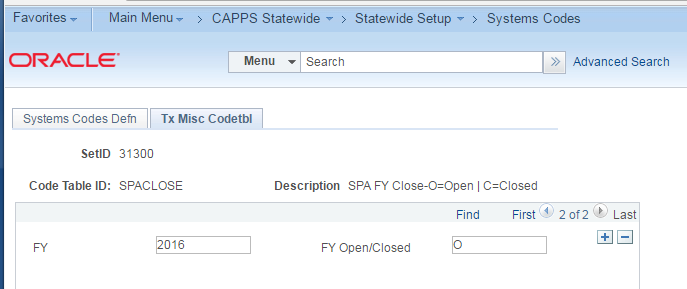 Favorites Main Menu > CAPPS Statewide > Statewide Setup > Systems Codes
ORACLE® Menu Search » Advanced Search
Systems Codes Defn Tx Misc Codetbl
SetID 31300
Code Table ID: SPACLOSE Description SPA FY Close-O=Open | C=Closed
Find First 2 of 2 Last
FY 2016 FY Open/Closed O + −